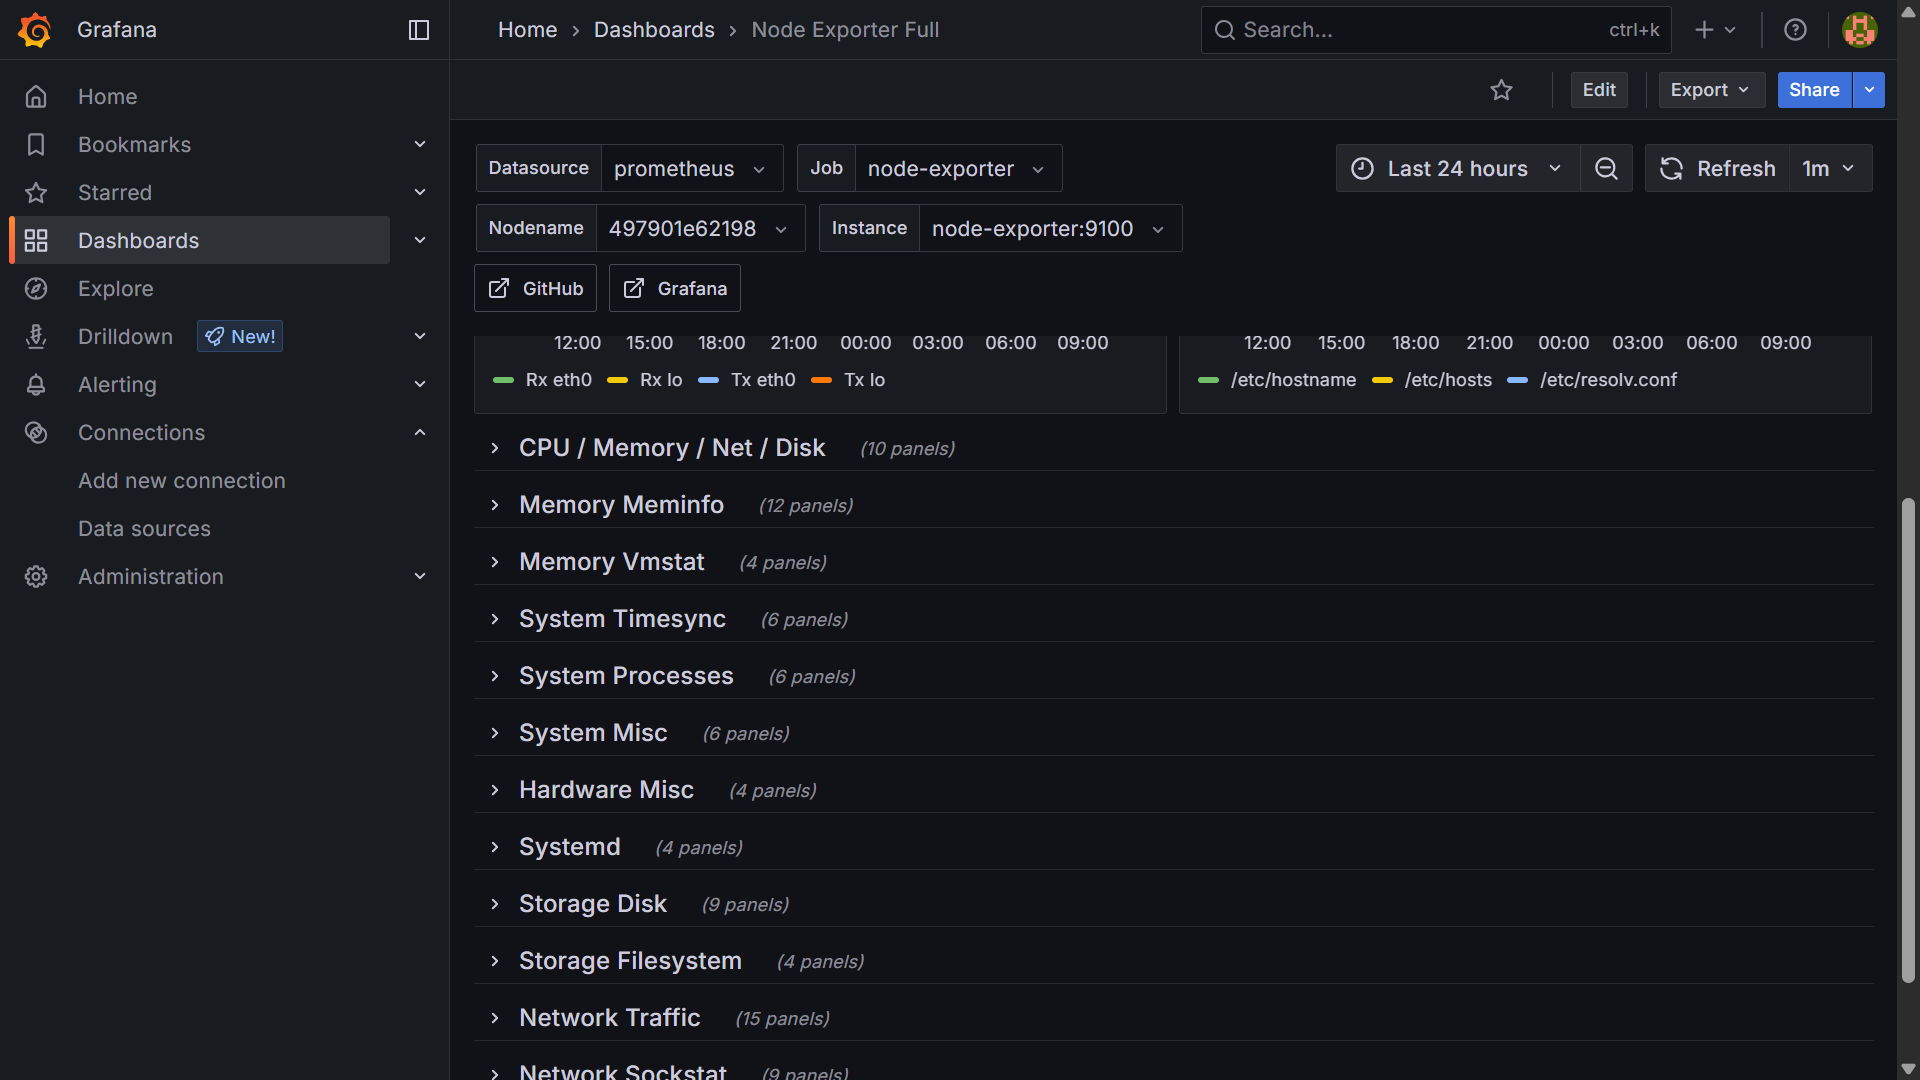 Grafana
Home
Dashboards
Node Exporter Full
Search...
ctrl+k
Edit
Export
Share
Home
Bookmarks
Starred
Dashboards
Explore
Drilldown
New!
Alerting
Connections
Add new connection
Data sources
Administration
Datasource
prometheus
Job
node-exporter
Last 24 hours
Refresh
1m
Nodename
497901e62198
Instance
node-exporter:9100
GitHub
Grafana
12:00 15:00 18:00 21:00 00:00 03:00 06:00 09:00
Rx eth0 Rx lo Tx eth0 Tx lo
12:00 15:00 18:00 21:00 00:00 03:00 06:00 09:00
/etc/hostname /etc/hosts /etc/resolv.conf
CPU / Memory / Net / Disk (10 panels)
Memory Meminfo (12 panels)
Memory Vmstat (4 panels)
System Timesync (6 panels)
System Processes (6 panels)
System Misc (6 panels)
Hardware Misc (4 panels)
Systemd (4 panels)
Storage Disk (9 panels)
Storage Filesystem (4 panels)
Network Traffic (15 panels)
Network Sockstat (9 panels)